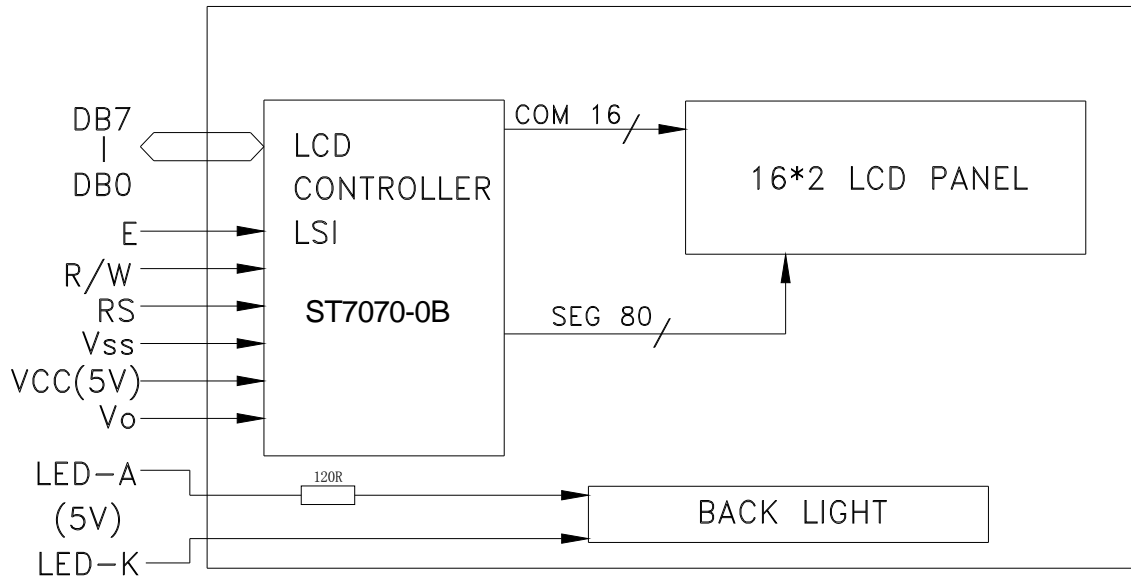 DB7
|
DB0
E
R/W
RS
Vss
VCC(5V)
Vo
LED-A
(5V)
LED-K
LCD
CONTROLLER
LSI
ST7070-0B
COM 16
SEG 80
16*2 LCD PANEL
120R
BACK LIGHT